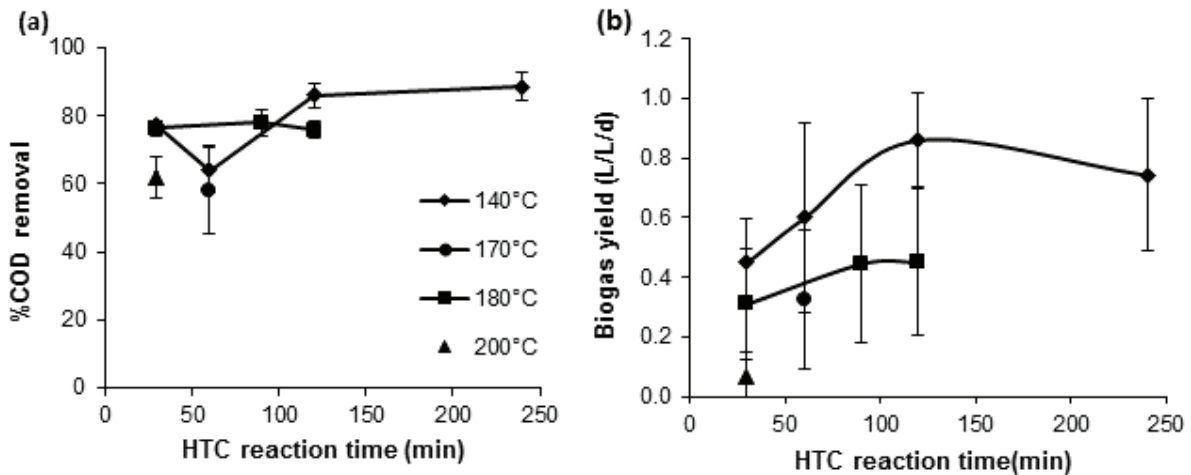 (a)
100
80
60
40
20
0
%COD removal
0 50 100 150 200 250
HTC reaction time (min)
140°C
170°C
180°C
200°C
(b)
1.2
1.0
0.8
0.6
0.4
0.2
0.0
Biogas yield (L/L/d)
0 50 100 150 200 250
HTC reaction time(min)